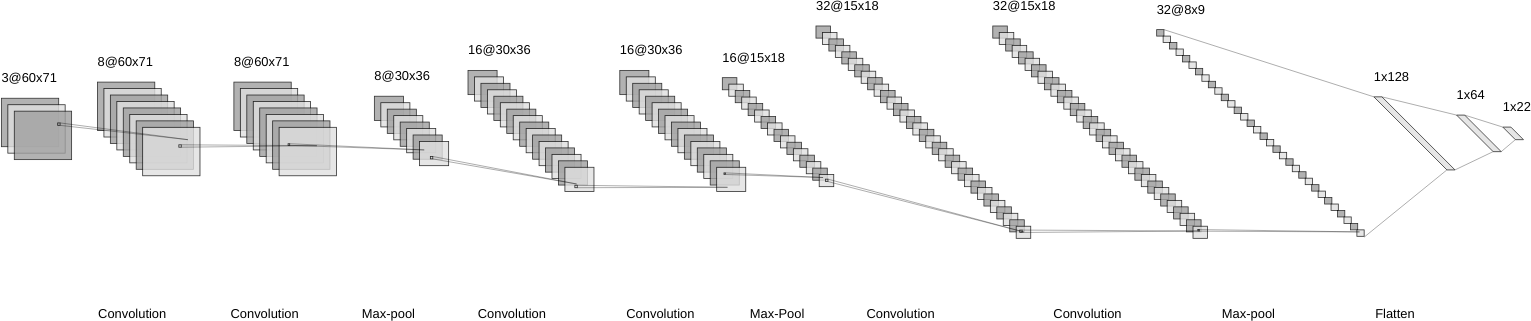 3@60x71
8@60x71
8@60x71
8@30x36
16@30x36
16@30x36
16@15x18
32@15x18
32@15x18
32@8x9
1x128
1x64
1x22
Convolution
Convolution
Max-pool
Convolution
Convolution
Max-Pool
Convolution
Convolution
Max-pool
Flatten